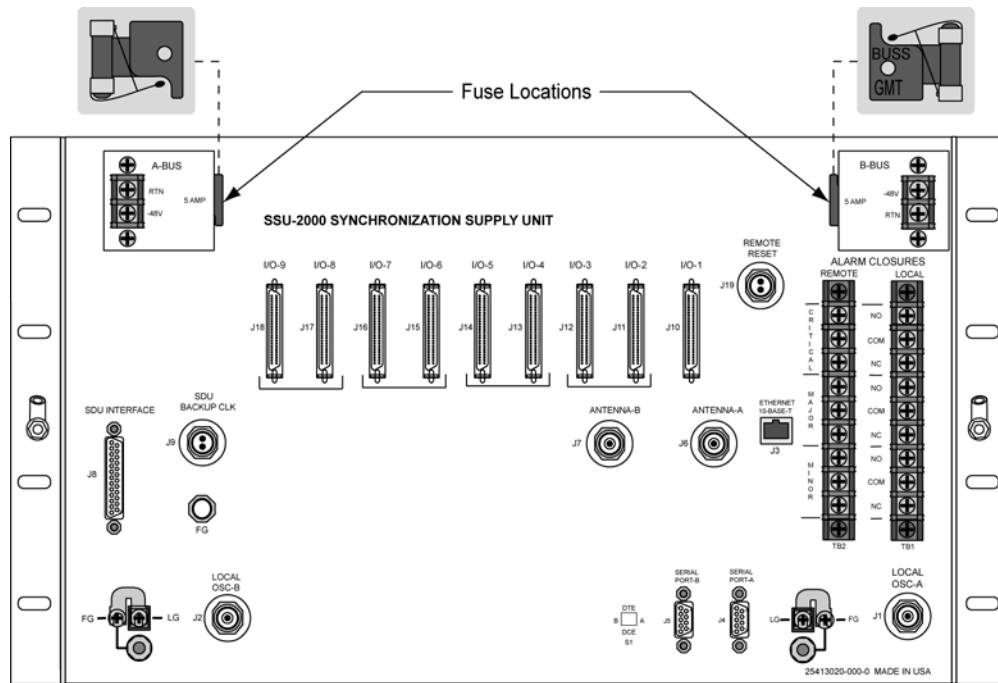 BUSS
GMT
Fuse Locations
A-BUS
RTN
-48V
5 AMP
B-BUS
-48V
5 AMP
RTN
SSU-2000 SYNCHRONIZATION SUPPLY UNIT
REMOTE
RESET
J19
ALARM CLOSURES
REMOTE
LOCAL
I/O-9
I/O-8
I/O-7
I/O-6
I/O-5
I/O-4
I/O-3
I/O-2
I/O-1
J18
J17
J16
J15
J14
J13
J12
J11
J10
CRITICAL
NO
COM
NC
MAJOR
NO
COM
NC
MINOR
NO
COM
NC
TB2
TB1
SDU INTERFACE
J8
SDU
BACKUP CLK
J9
FG
ANTENNA-B
J7
ANTENNA-A
J6
ETHERNET
10-BASE-T
J3
FG
LG
LOCAL
OSC-B
J2
DTE
B
A
DCE
S1
SERIAL
PORT-B
J5
SERIAL
PORT-A
J4
LG
FG
LOCAL
OSC-A
J1
25413020-000-0 MADE IN USA